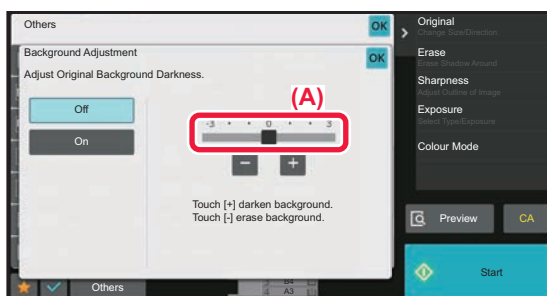 Others
OK
Background Adjustment
OK
Adjust Original Background Darkness.
Off
On
(A)
-3 • • 0 • • 3
− +
Touch [+] darken background.
Touch [-] erase background.
Original
Change Size/Direction.
Erase
Erase Shadow Around
Sharpness
Adjust Outline of Image
Exposure
Select Type/Exposure
Colour Mode
Preview
CA
Start
Others
B4
A3